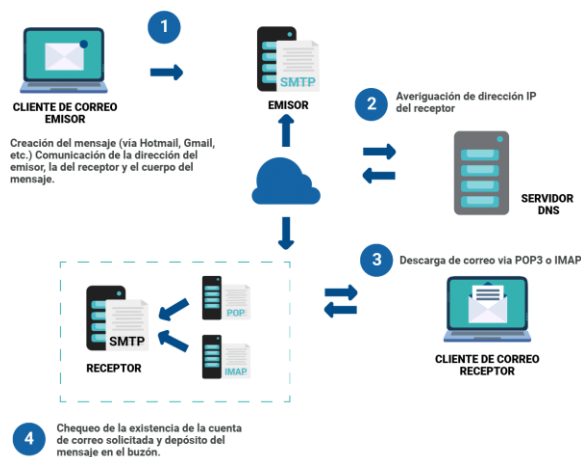 1
CLIENTE DE CORREO
EMISOR
Creación del mensaje (vía Hotmail, Gmail,
etc.) Comunicación de la dirección del
emisor, la del receptor y el cuerpo del
mensaje.
SMTP
EMISOR
2
Averiguación de dirección IP
del receptor
SERVIDOR
DNS
3
Descarga de correo via POP3 o IMAP
CLIENTE DE CORREO
RECEPTOR
SMTP
RECEPTOR
POP
IMAP
4
Chequeo de la existencia de la cuenta
de correo solicitada y depósito del
mensaje en el buzón.